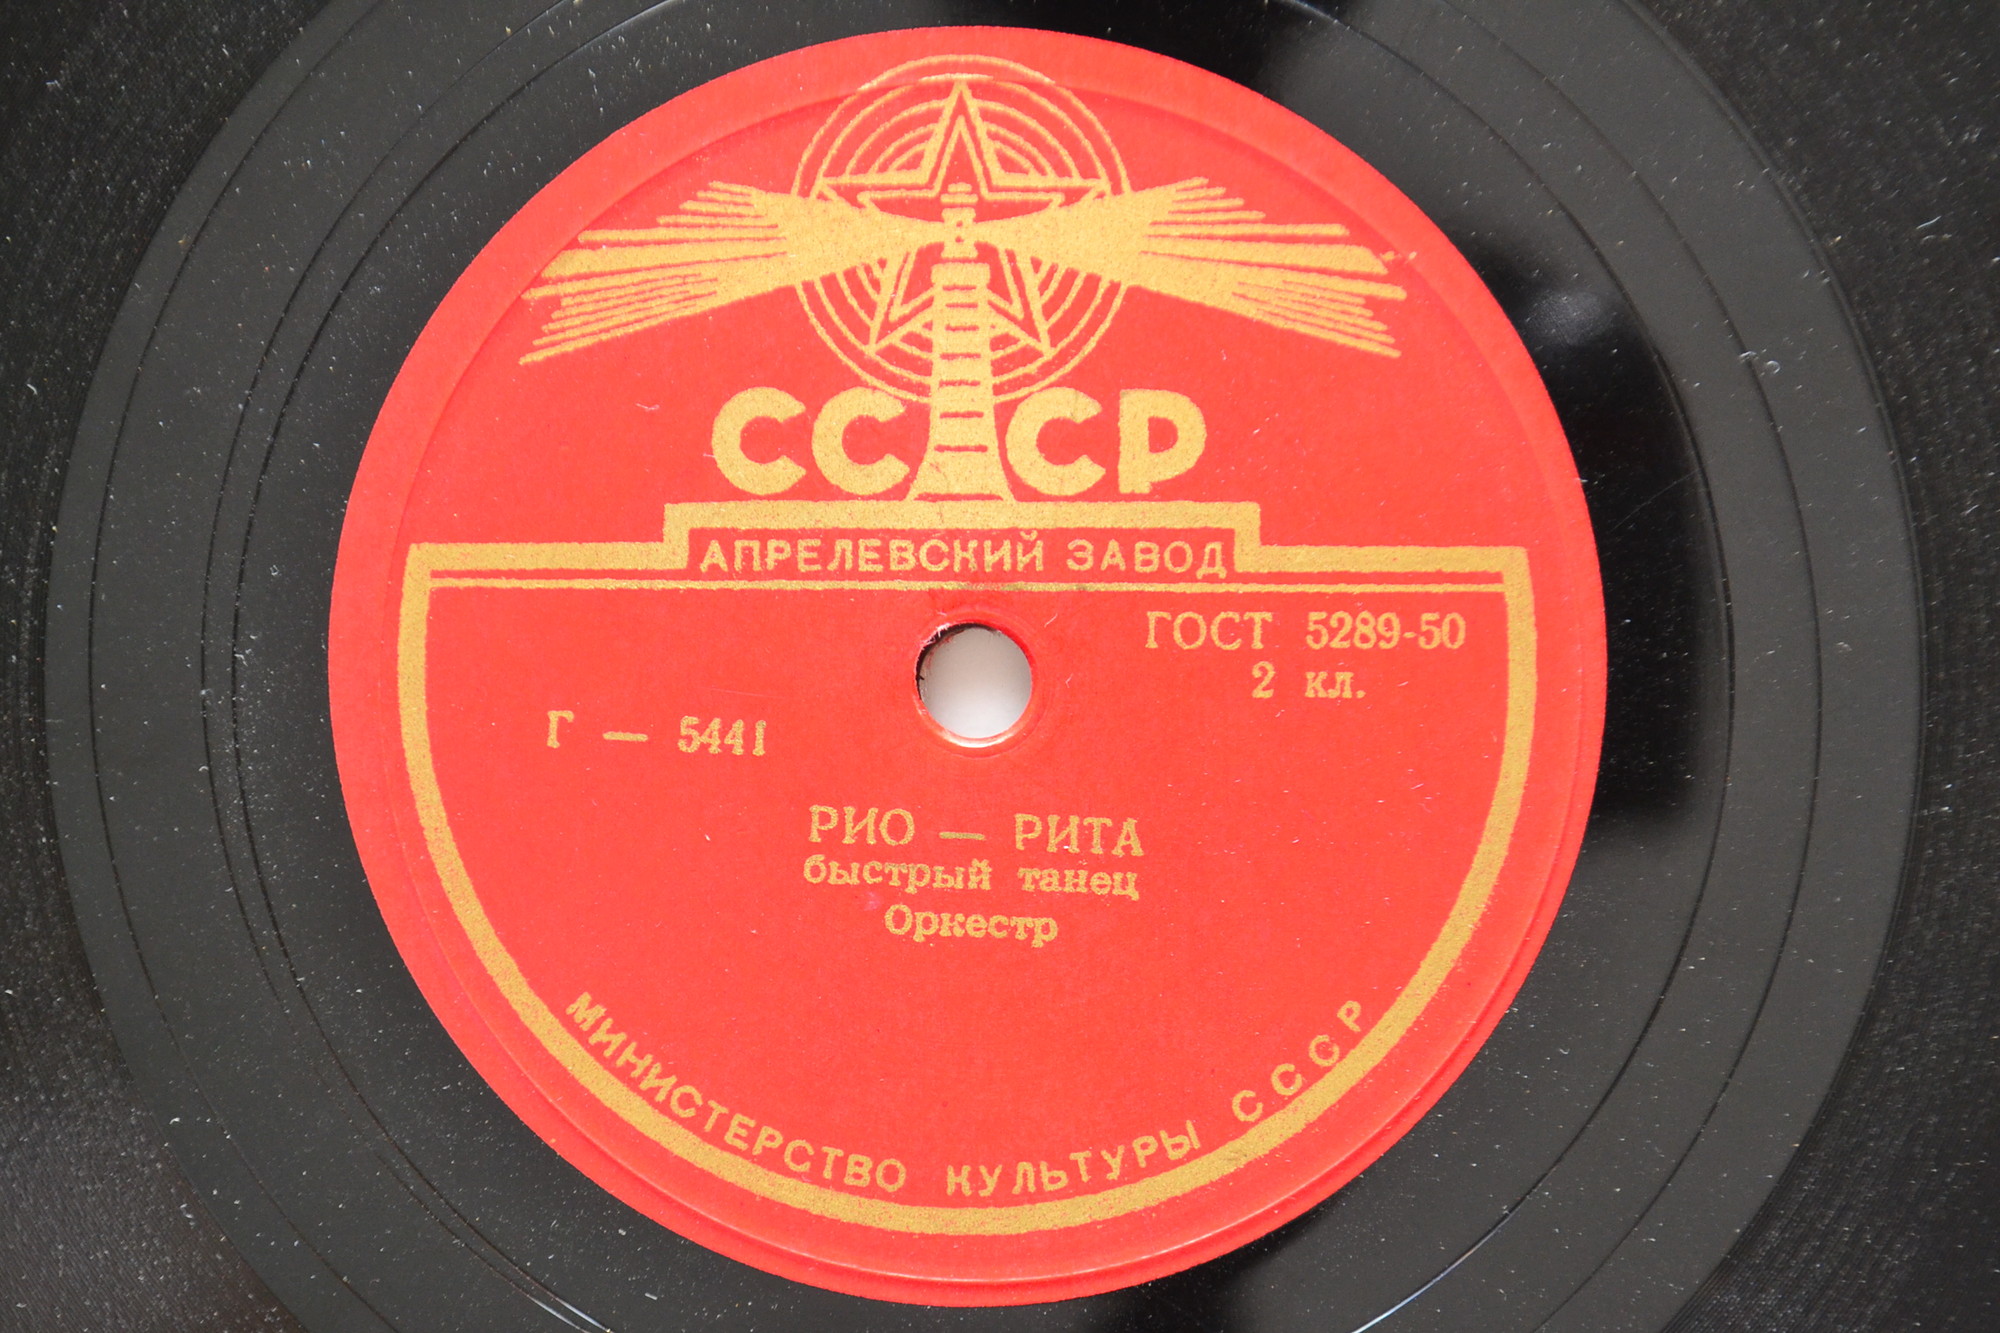 СССР
АПРЕЛЕВСКИЙ ЗАВОД
ГОСТ 5289-50
2 кл.
Г — 5441
РИО — РИТА
быстрый танец
Оркестр
МИНИСТЕРСТВО КУЛЬТУРЫ СССР